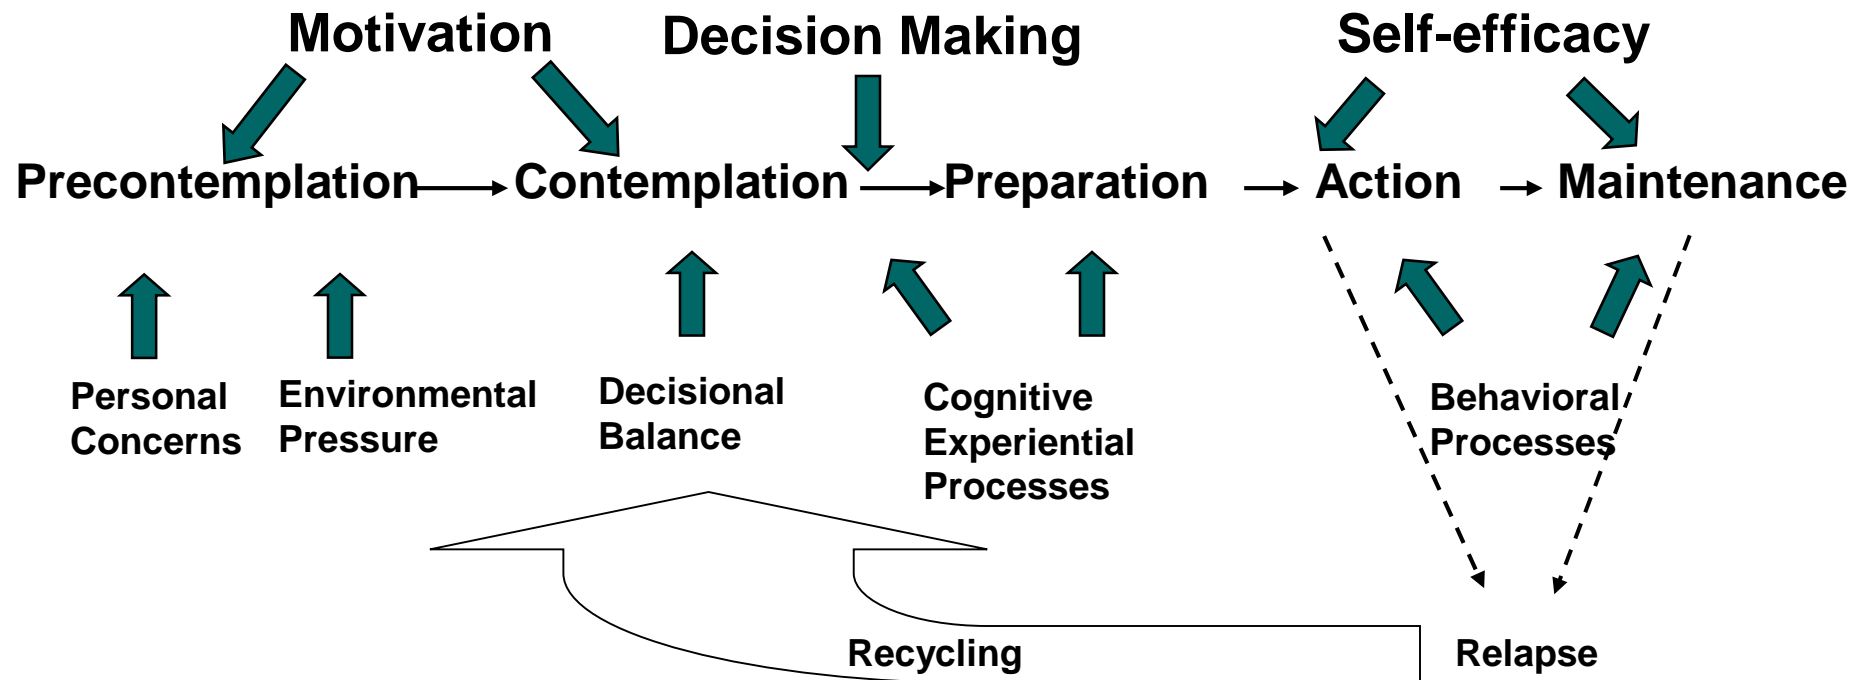 Motivation
Decision Making
Self-efficacy
Precontemplation
Contemplation
Preparation
Action
Maintenance
Personal
Concerns
Environmental
Pressure
Decisional
Balance
Cognitive
Experiential
Processes
Behavioral
Processes
Recycling
Relapse